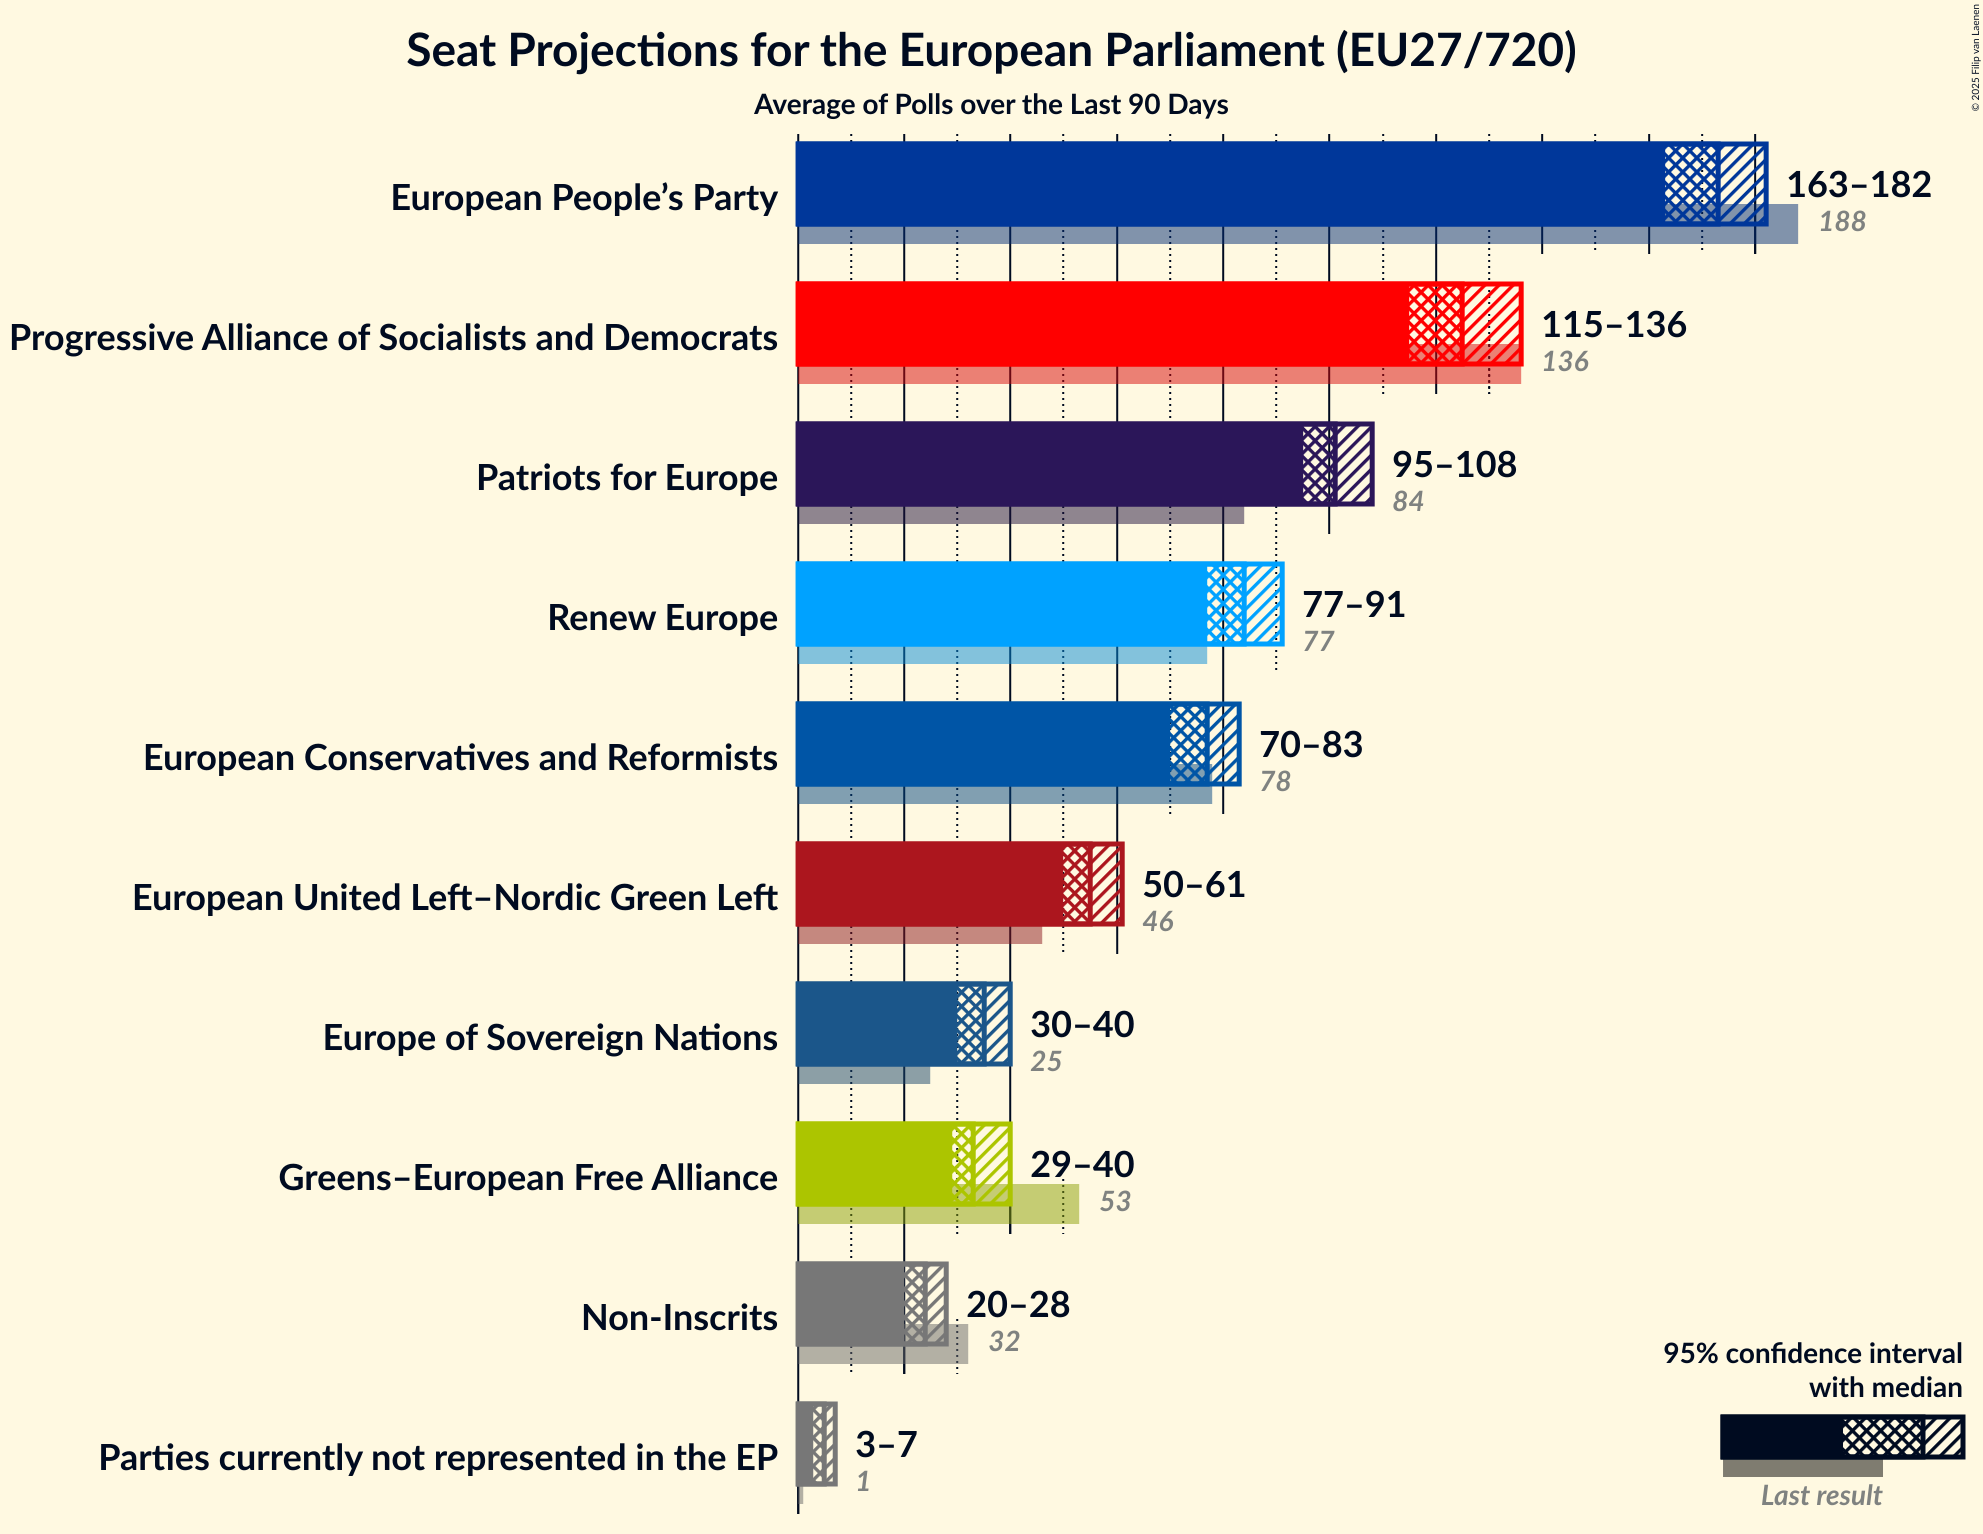 Seat Projections for the European Parliament (EU27/720)
Average of Polls over the Last 90 Days
© 2025 Filip van Laenen
European People’s Party
163–182
188
Progressive Alliance of Socialists and Democrats
115–136
136
Patriots for Europe
95–108
84
Renew Europe
77–91
77
European Conservatives and Reformists
70–83
78
European United Left–Nordic Green Left
50–61
46
Europe of Sovereign Nations
30–40
25
Greens–European Free Alliance
29–40
53
Non-Inscrits
20–28
32
Parties currently not represented in the EP
3–7
1
95% confidence interval
with median
Last result